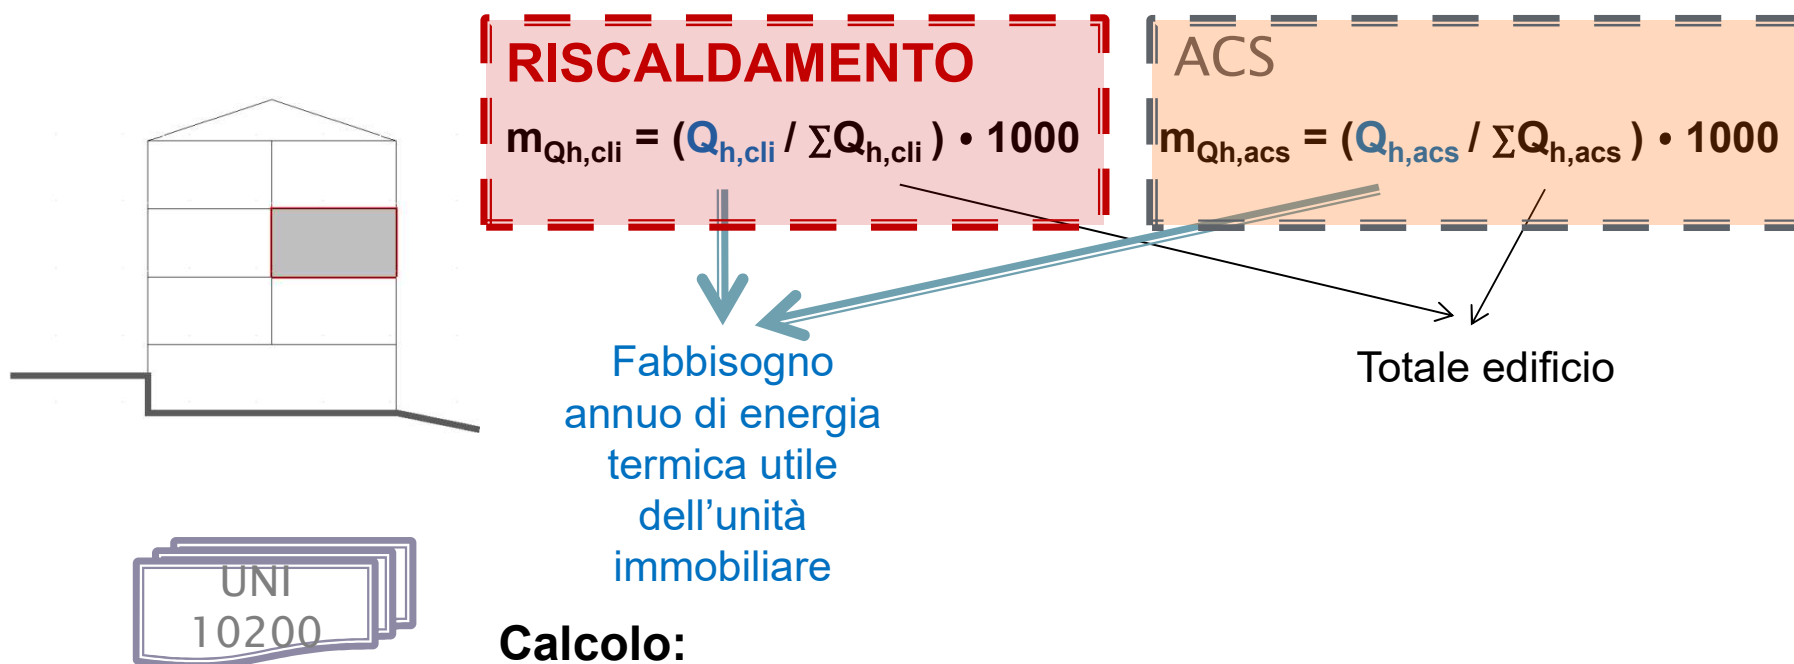 RISCALDAMENTO
mQh,cli = (Qh,cli / ∑Qh,cli ) • 1000
ACS
mQh,acs = (Qh,acs / ∑Qh,acs ) • 1000
Fabbisogno
annuo di energia
termica utile
dell’unità
immobiliare
Totale edificio
UNI
10200
Calcolo: